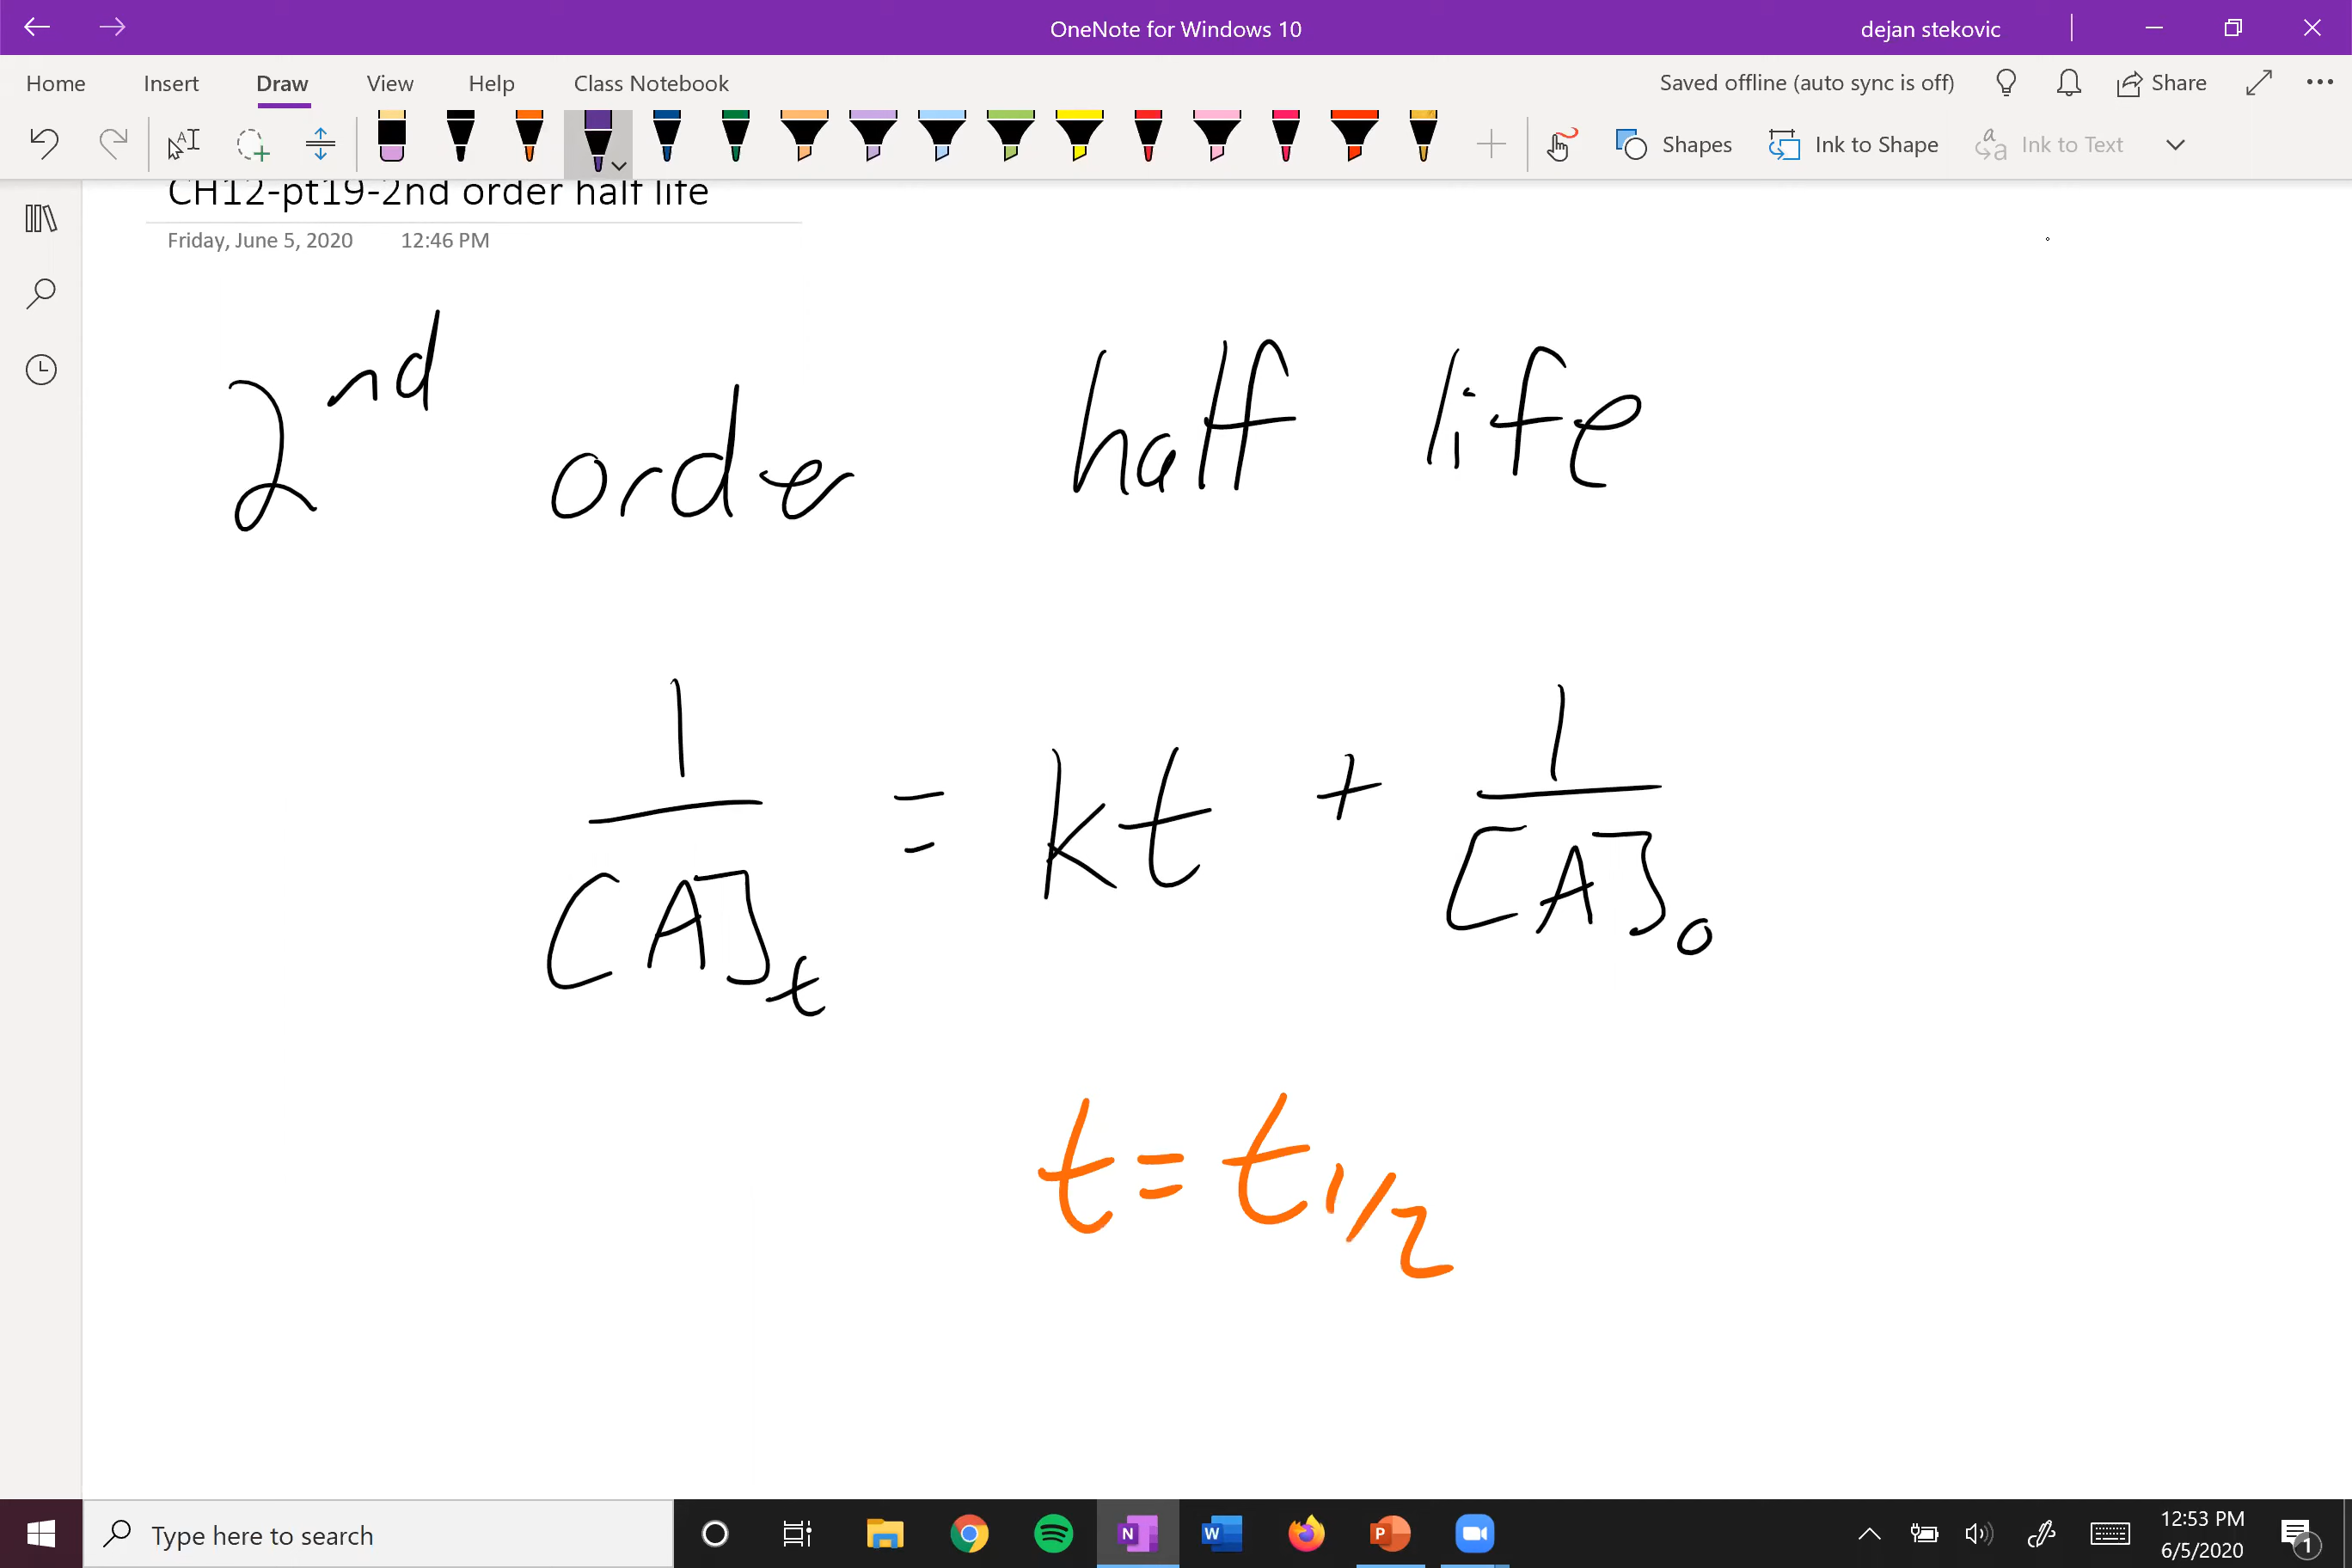 OneNote for Windows 10
dejan stekovic
Home Insert Draw View Help Class Notebook
Saved offline (auto sync is off) Share
Shapes Ink to Shape Ink to Text
CH12-pt19-2nd order half life
Friday, June 5, 2020 12:46 PM
2nd order half life
1/[A]t = kt + 1/[A]0
t = t1/2
Type here to search
12:53 PM
6/5/2020
1